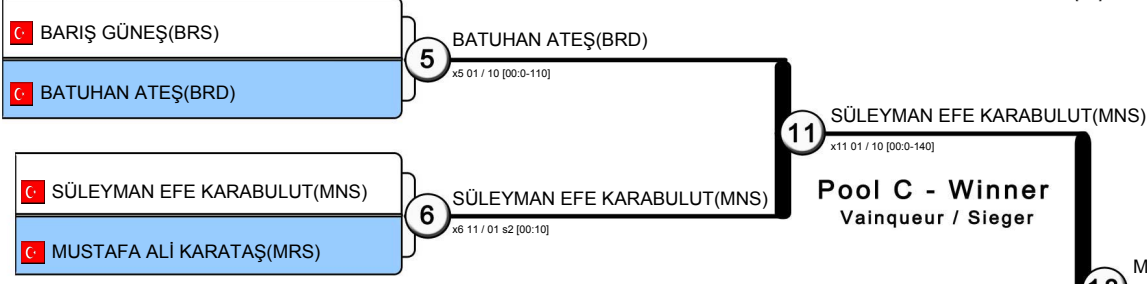 BARIŞ GÜNEŞ(BRS)
5
BATUHAN ATEŞ(BRD)
x5 01 / 10 [00:0-110]
BATUHAN ATEŞ(BRD)
11
SÜLEYMAN EFE KARABULUT(MNS)
x11 01 / 10 [00:0-140]
SÜLEYMAN EFE KARABULUT(MNS)
6
SÜLEYMAN EFE KARABULUT(MNS)
x6 11 / 01 s2 [00:10]
MUSTAFA ALİ KARATAŞ(MRS)
Pool C - Winner
Vainqueur / Sieger
M